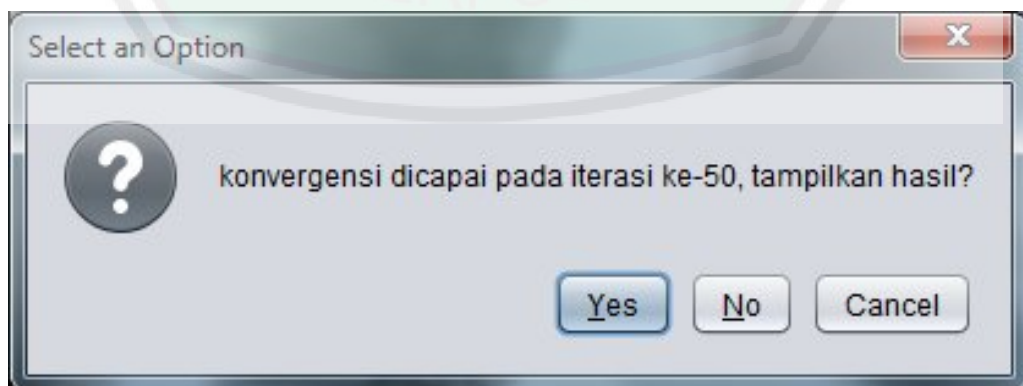 Select an Option
konvergensi dicapai pada iterasi ke-50, tampilkan hasil?
Yes No Cancel